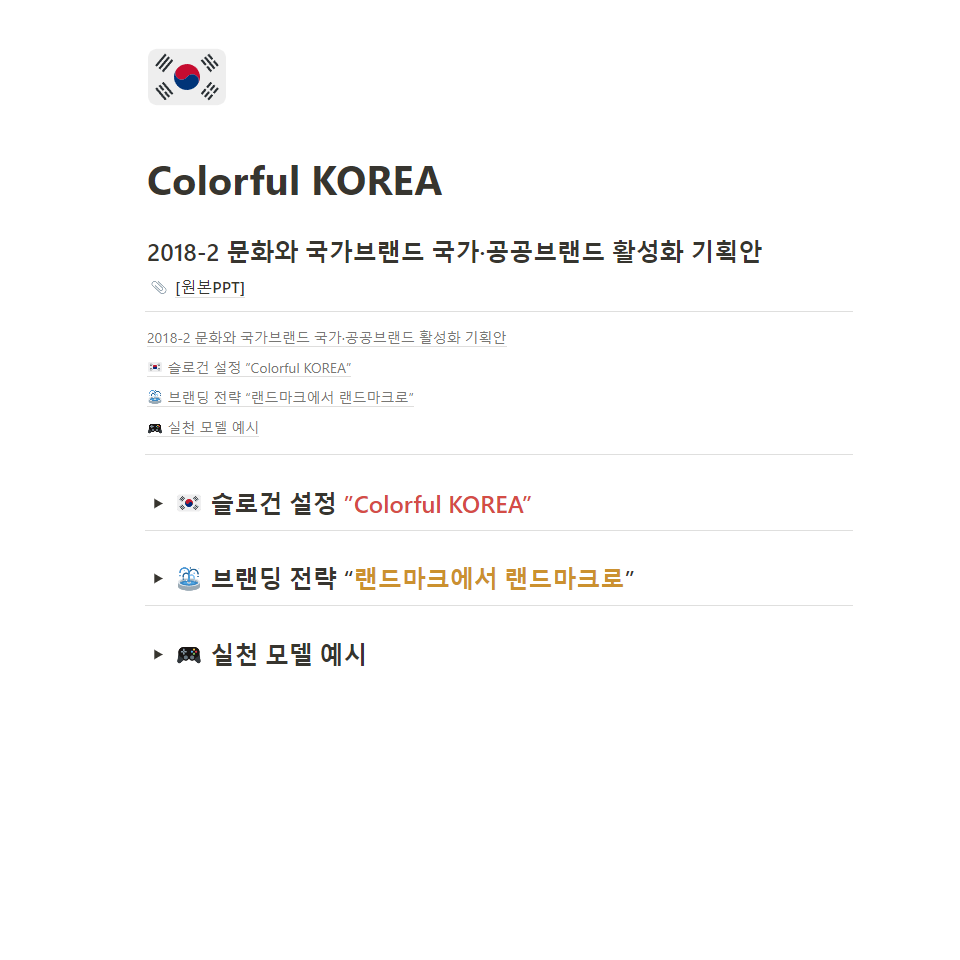 Colorful KOREA
2018-2 문화와 국가브랜드 국가·공공브랜드 활성화 기획안
[원본PPT]
2018-2 문화와 국가브랜드 국가·공공브랜드 활성화 기획안
슬로건 설정 ”Colorful KOREA”
브랜딩 전략 “랜드마크에서 랜드마크로”
실천 모델 예시
슬로건 설정 ”Colorful KOREA”
브랜딩 전략 “랜드마크에서 랜드마크로”
실천 모델 예시